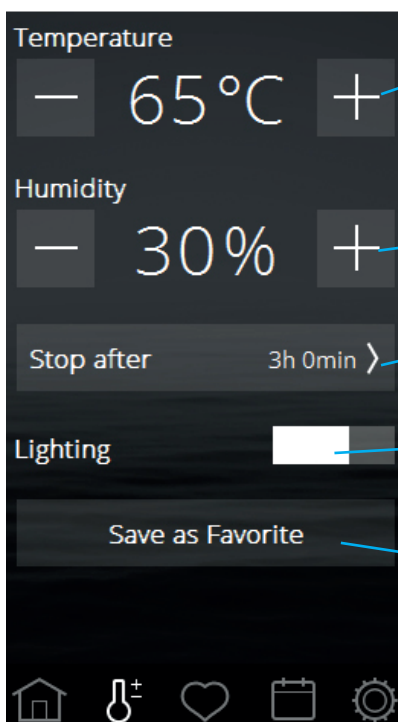 Temperature
— 65°C +
Humidity
— 30% +
Stop after 3h 0min >
Lighting
Save as Favorite